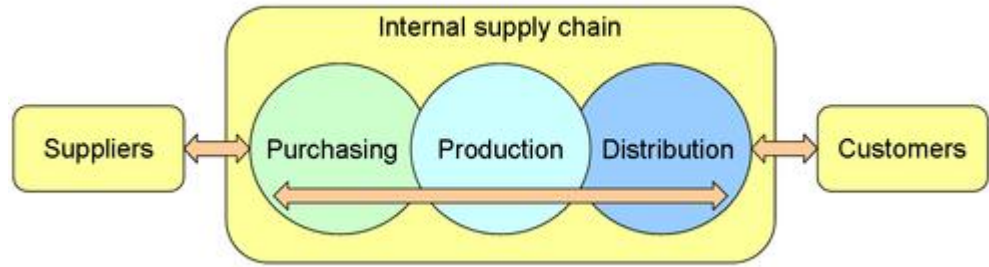 Internal supply chain
Suppliers
Purchasing
Production
Distribution
Customers